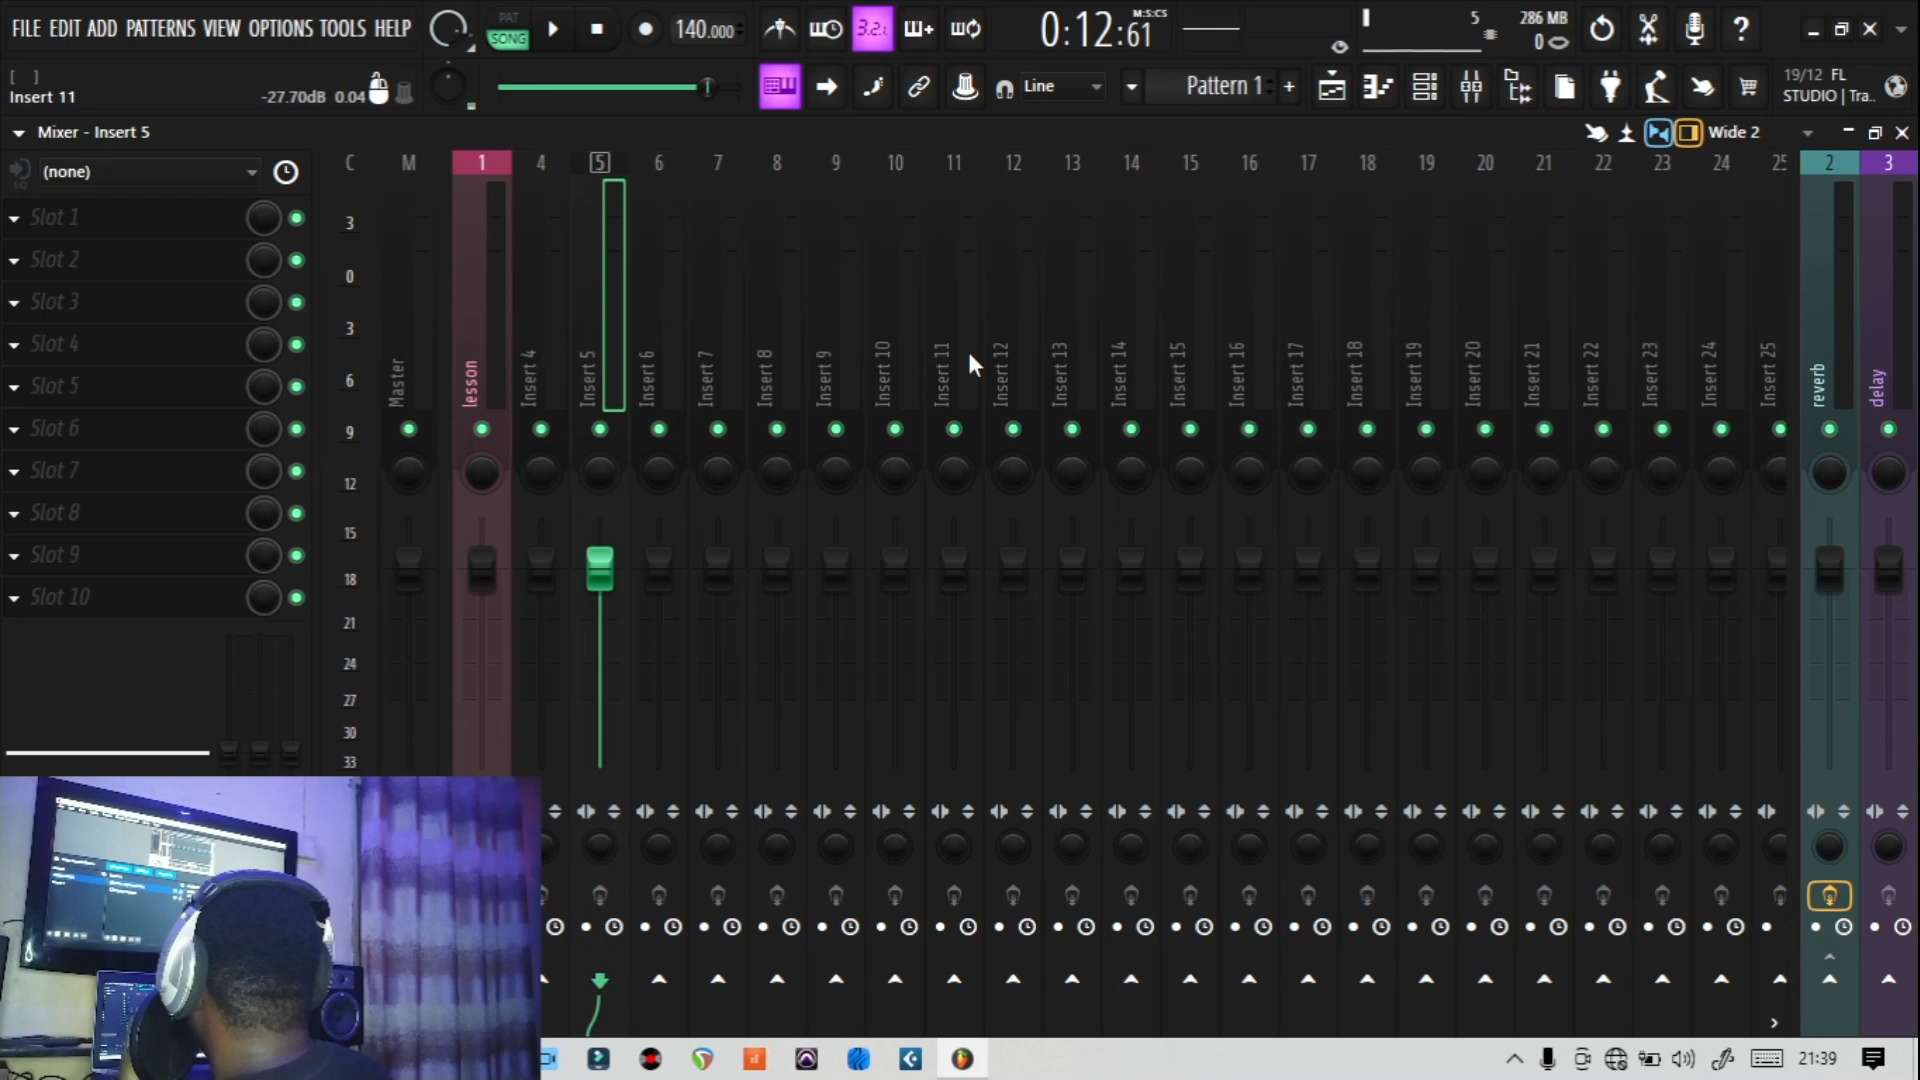 FILE EDIT ADD PATTERNS VIEW OPTIONS TOOLS HELP
PAT
SONG
140.000
3.2.
0:12:61
M:S:CS
5
286 MB
0
?
[ ]
Insert 11
-27.70dB 0.04
Line
Pattern 1
+
19/12 FL
STUDIO | Tra..
Mixer - Insert 5
Wide 2
(none)
EQ
Slot 1
Slot 2
Slot 3
Slot 4
Slot 5
Slot 6
Slot 7
Slot 8
Slot 9
Slot 10
C M 1 4 5 6 7 8 9 10 11 12 13 14 15 16 17 18 19 20 21 22 23 24 25 2 3
3
0
3
6
9
12
15
18
21
24
27
30
33
Master
lesson
Insert 4
Insert 5
Insert 6
Insert 7
Insert 8
Insert 9
Insert 10
Insert 11
Insert 12
Insert 13
Insert 14
Insert 15
Insert 16
Insert 17
Insert 18
Insert 19
Insert 20
Insert 21
Insert 22
Insert 23
Insert 24
Insert 25
reverb
delay
21:39